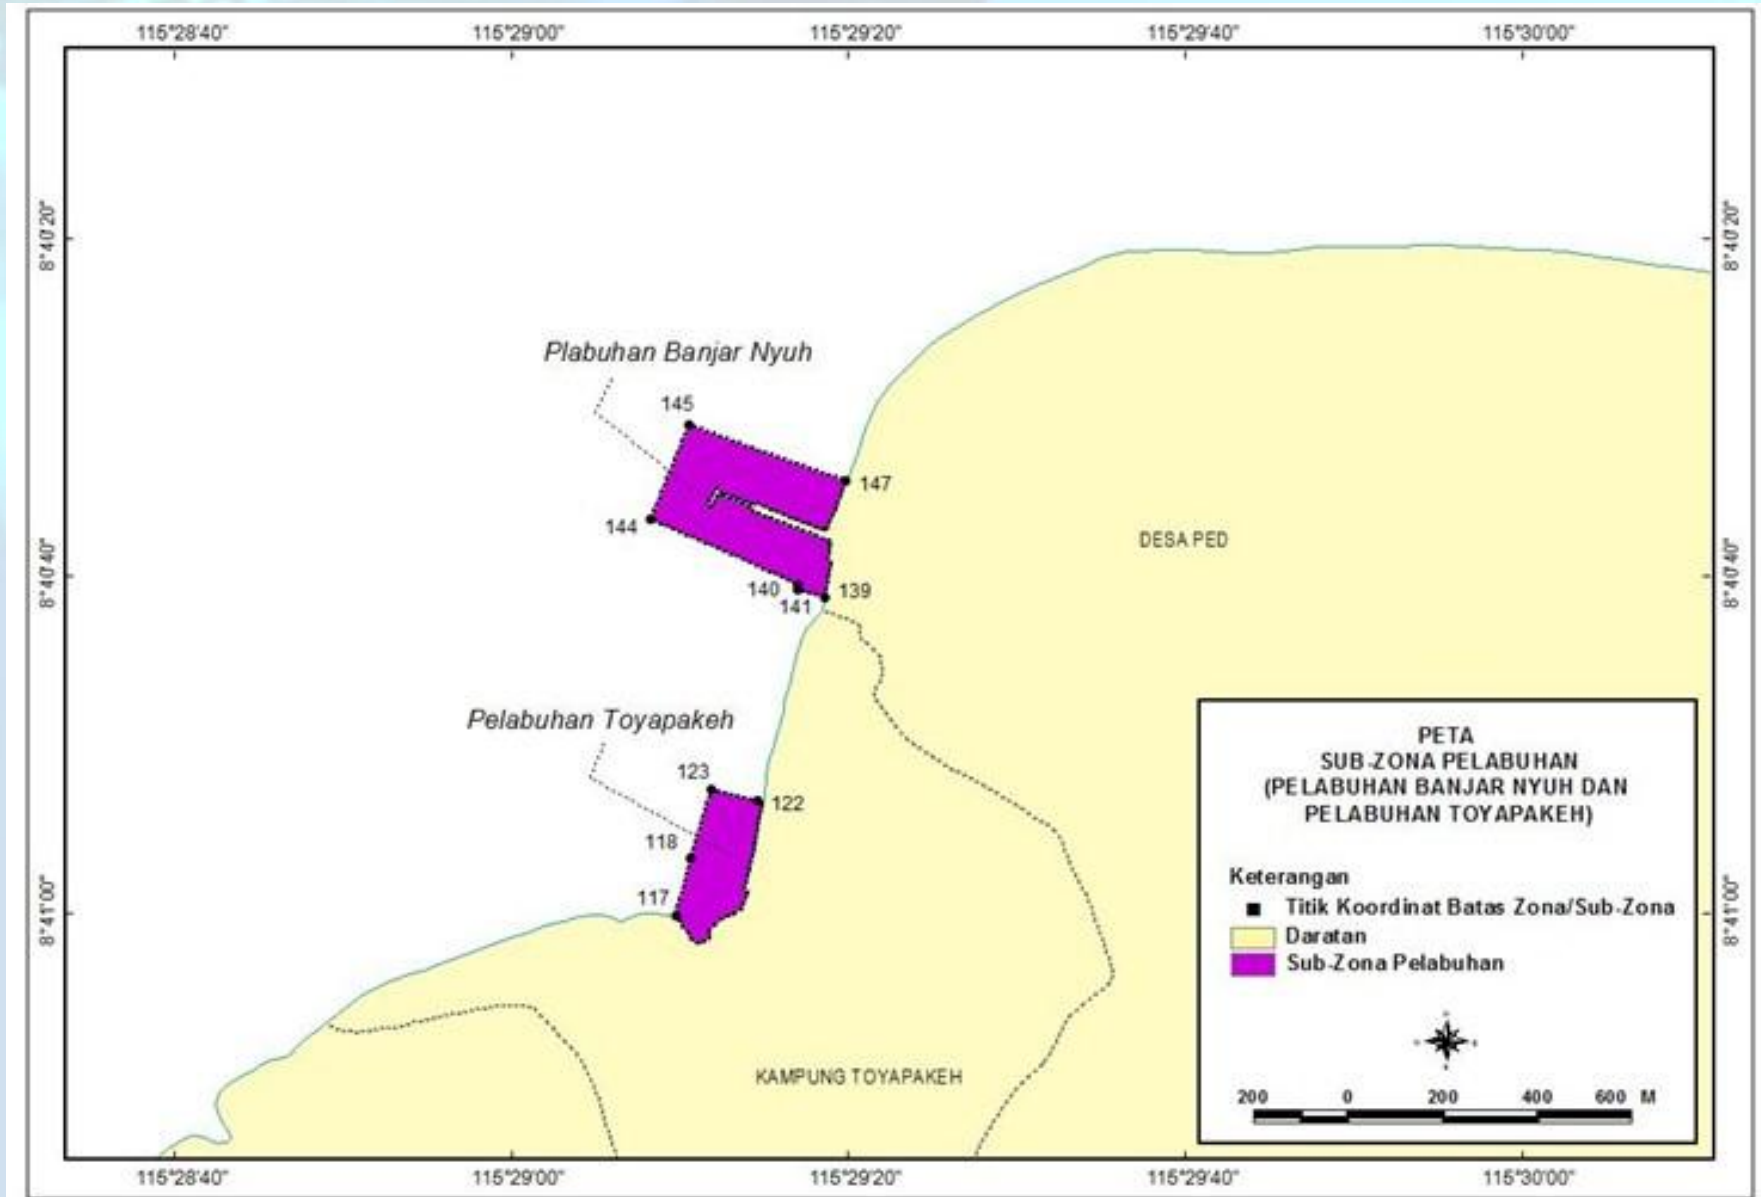 115°28'40" 115°29'00" 115°29'20" 115°29'40" 115°30'00"
8°40'20" 8°40'20"
Plabuhan Banjar Nyuh
145
147
144
DESA PED
8°40'40" 8°40'40"
140 139
141
Pelabuhan Toyapakeh
123
122
118
117
8°41'00" 8°41'00"
KAMPUNG TOYAPAKEH
PETA
SUB-ZONA PELABUHAN
(PELABUHAN BANJAR NYUH DAN
PELABUHAN TOYAPAKEH)
Keterangan
Titik Koordinat Batas Zona/Sub-Zona
Daratan
Sub-Zona Pelabuhan
200 0 200 400 600 M
115°28'40" 115°29'00" 115°29'20" 115°29'40" 115°30'00"